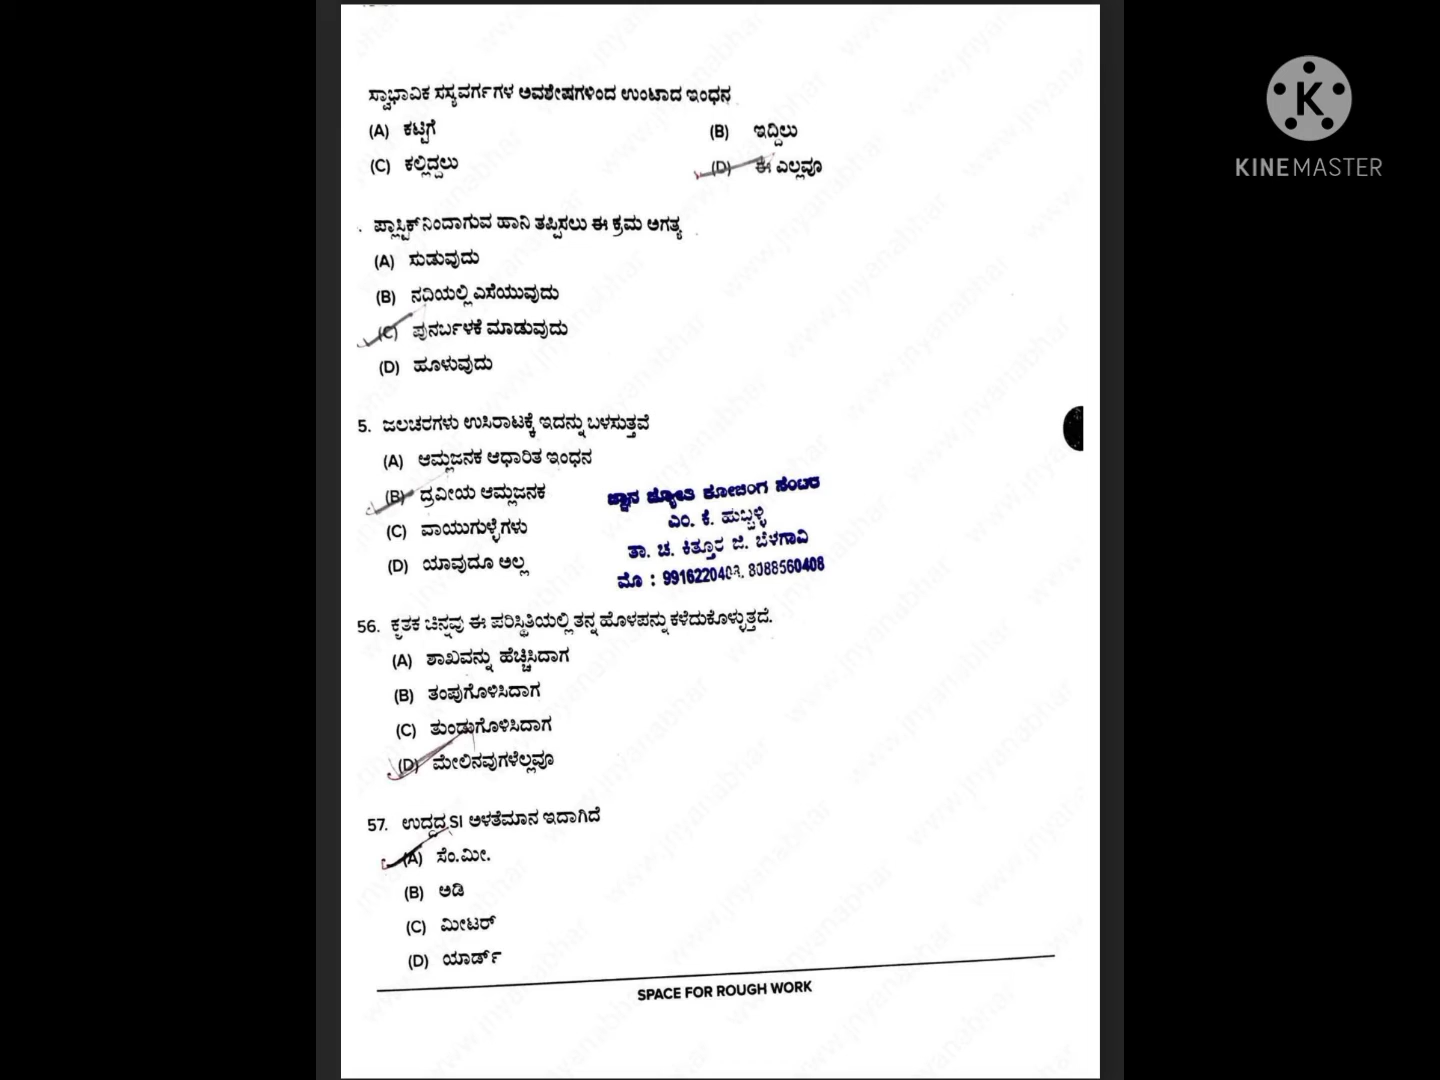 ಸ್ವಾಭಾವಿಕ ಸಸ್ಯವರ್ಗಗಳ ಅವಶೇಷಗಳಿಂದ ಉಂಟಾದ ಇಂಧನ
(A) ಕಟ್ಟಿಗೆ
(B) ಇದ್ದಿಲು
(C) ಕಲ್ಲಿದ್ದಲು
(D) ಈ ಎಲ್ಲವೂ
. ಪ್ಲಾಸ್ಟಿಕ್‌ನಿಂದಾಗುವ ಹಾನಿ ತಪ್ಪಿಸಲು ಈ ಕ್ರಮ ಅಗತ್ಯ
(A) ಸುಡುವುದು
(B) ನದಿಯಲ್ಲಿ ಎಸೆಯುವುದು
(C) ಪುನರ್ಬಳಕೆ ಮಾಡುವುದು
(D) ಹೂಳುವುದು
5. ಜಲಚರಗಳು ಉಸಿರಾಟಕ್ಕೆ ಇದನ್ನು ಬಳಸುತ್ತವೆ
(A) ಆಮ್ಲಜನಕ ಆಧಾರಿತ ಇಂಧನ
(B) ದ್ರವೀಯ ಆಮ್ಲಜನಕ
(C) ವಾಯುಗುಳ್ಳೆಗಳು
(D) ಯಾವುದೂ ಅಲ್ಲ
ಜ್ಞಾನ ಜ್ಯೋತಿ ಕೋಚಿಂಗ ಸೆಂಟರ
ಎಂ. ಕೆ. ಹುಬ್ಬಳ್ಳಿ
ತಾ. ಚ. ಕಿತ್ತೂರ ಜಿ. ಬೆಳಗಾವಿ
ಮೊ : 9916220403. 8088560408
56. ಕೃತಕ ಚಿನ್ನವು ಈ ಪರಿಸ್ಥಿತಿಯಲ್ಲಿ ತನ್ನ ಹೊಳಪನ್ನು ಕಳೆದುಕೊಳ್ಳುತ್ತದೆ.
(A) ಶಾಖವನ್ನು ಹೆಚ್ಚಿಸಿದಾಗ
(B) ತಂಪುಗೊಳಿಸಿದಾಗ
(C) ತುಂಡುಗೊಳಿಸಿದಾಗ
(D) ಮೇಲಿನವುಗಳೆಲ್ಲವೂ
57. ಉದ್ದದ SI ಅಳತೆಮಾನ ಇದಾಗಿದೆ
(A) ಸೆಂ.ಮೀ.
(B) ಅಡಿ
(C) ಮೀಟರ್
(D) ಯಾರ್ಡ್
SPACE FOR ROUGH WORK
K
KINEMASTER